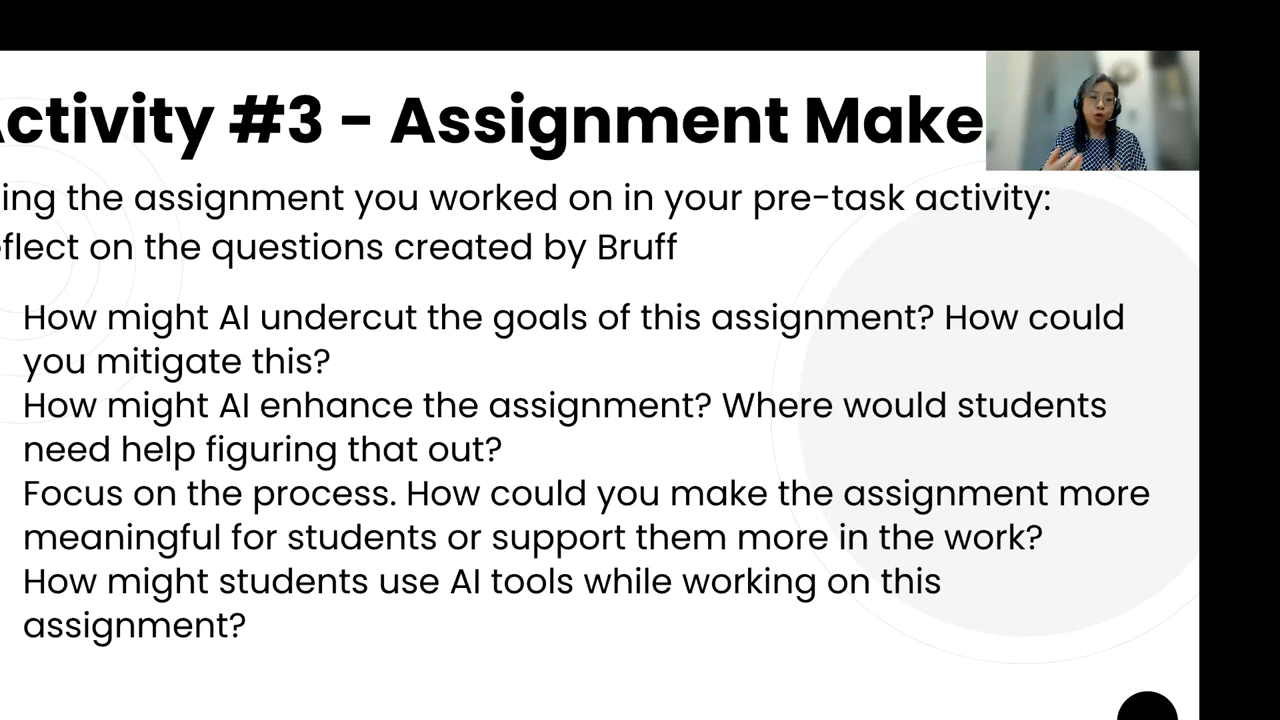 ctivity #3 - Assignment Make
ing the assignment you worked on in your pre-task activity:
eflect on the questions created by Bruff
How might AI undercut the goals of this assignment? How could
you mitigate this?
How might AI enhance the assignment? Where would students
need help figuring that out?
Focus on the process. How could you make the assignment more
meaningful for students or support them more in the work?
How might students use AI tools while working on this
assignment?